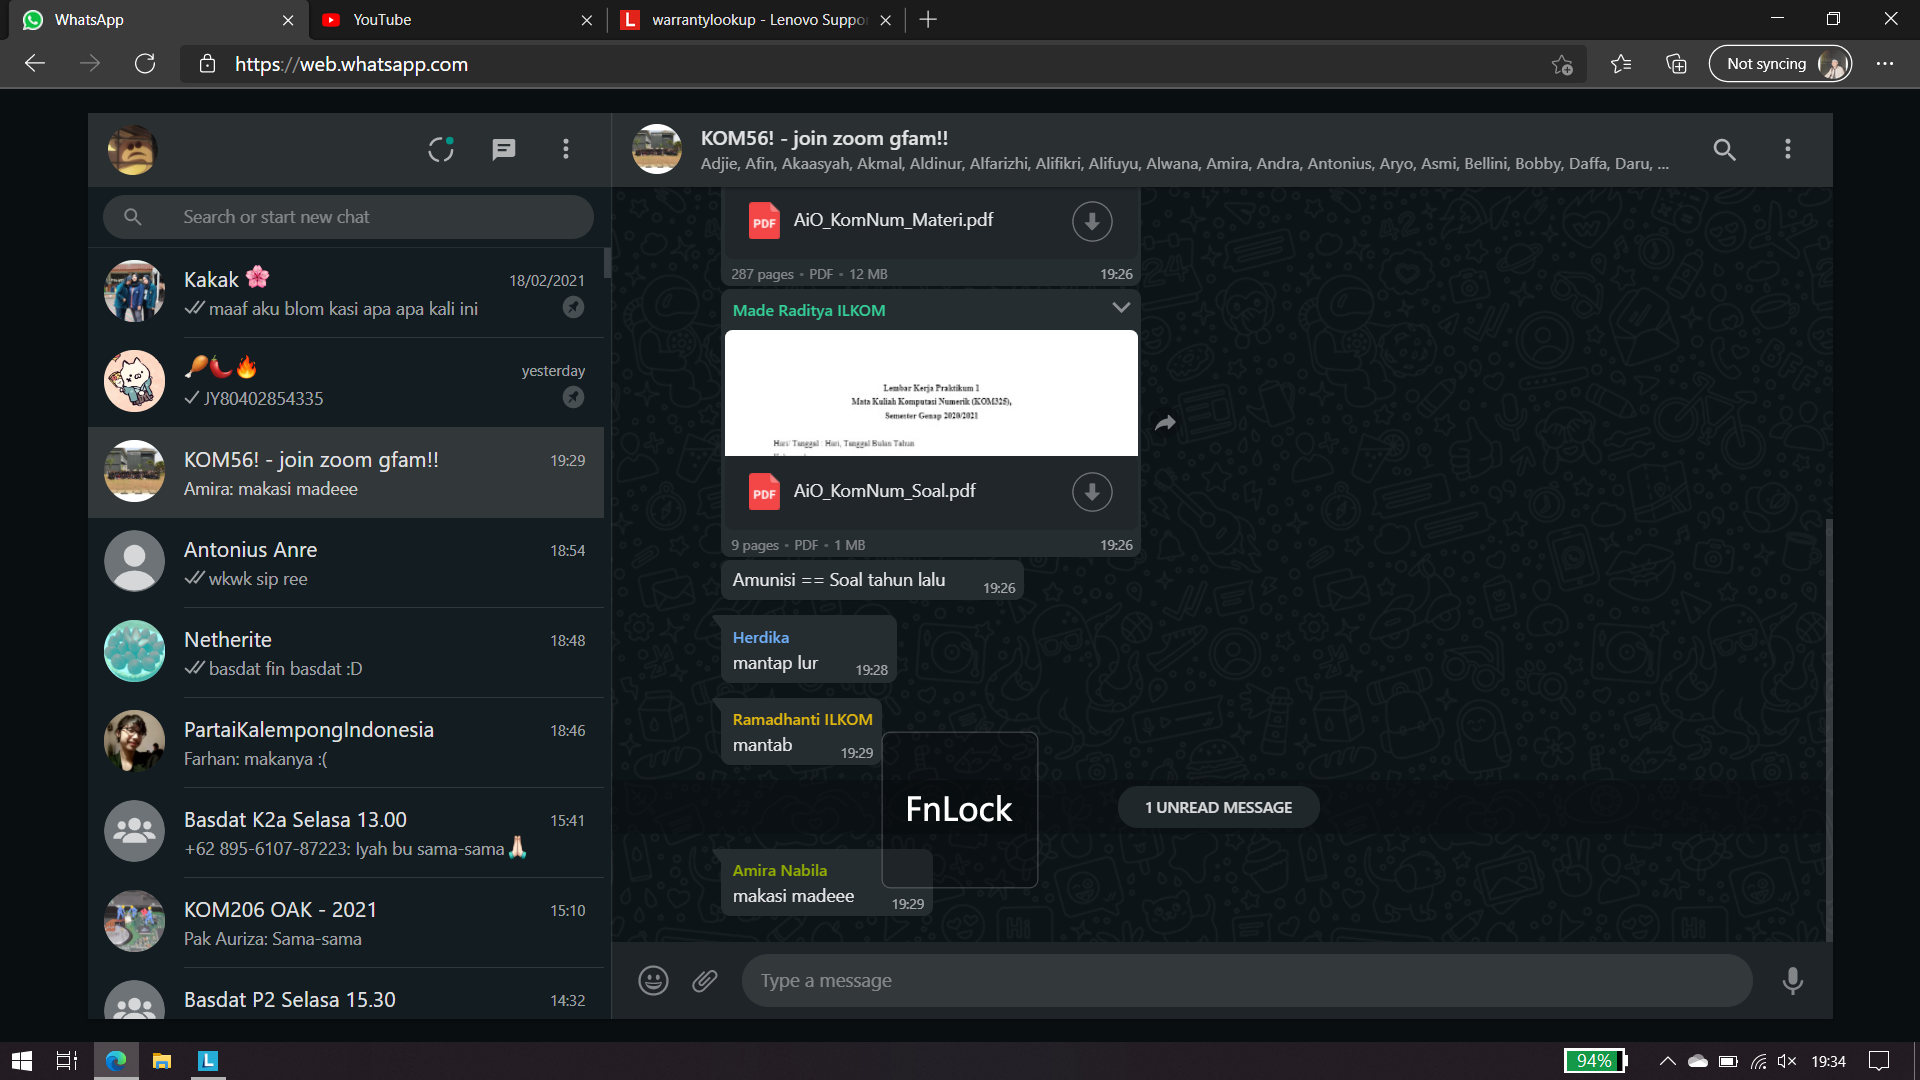 WhatsApp
YouTube
warrantylookup - Lenovo Suppor
https://web.whatsapp.com
Not syncing
KOM56! - join zoom gfam!!
Adjie, Afin, Akaasyah, Akmal, Aldinur, Alfarizhi, Alifikri, Alifuyu, Alwana, Amira, Andra, Antonius, Aryo, Asmi, Bellini, Bobby, Daffa, Daru, ...
Search or start new chat
Kakak 🌸
18/02/2021
maaf aku blom kasi apa apa kali ini
🍗🌶️🔥
yesterday
JY80402854335
KOM56! - join zoom gfam!!
19:29
Amira: makasi madeee
Antonius Anre
18:54
wkwk sip ree
Netherite
18:48
basdat fin basdat :D
PartaiKalempongIndonesia
18:46
Farhan: makanya :(
Basdat K2a Selasa 13.00
15:41
+62 895-6107-87223: Iyah bu sama-sama🙏🏻
KOM206 OAK - 2021
15:10
Pak Auriza: Sama-sama
Basdat P2 Selasa 15.30
14:32
PDF
AiO_KomNum_Materi.pdf
287 pages • PDF • 12 MB
19:26
Made Raditya ILKOM
Lembar Kerja Praktikum 1
Mata Kuliah Komputasi Numerik (KOM325),
Semester Genap 2020/2021
Hari/ Tanggal : Hari, Tanggal Bulan Tahun
PDF
AiO_KomNum_Soal.pdf
9 pages • PDF • 1 MB
19:26
Amunisi == Soal tahun lalu
19:26
Herdika
mantap lur
19:28
Ramadhanti ILKOM
mantab
19:29
FnLock
1 UNREAD MESSAGE
Amira Nabila
makasi madeee
19:29
Type a message
94%
19:34